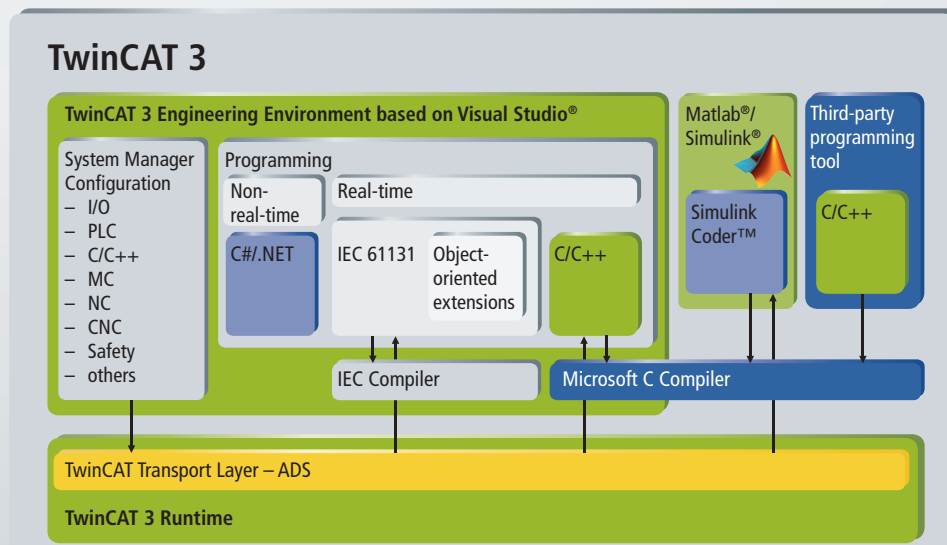 TwinCAT 3
TwinCAT 3 Engineering Environment based on Visual Studio®
System Manager
Configuration
– I/O
– PLC
– C/C++
– MC
– NC
– CNC
– Safety
– others
Programming
Non-
real-time
Real-time
C#/.NET
IEC 61131
Object-
oriented
extensions
C/C++
IEC Compiler
Matlab®/
Simulink®
Simulink
Coder™
Third-party
programming
tool
C/C++
Microsoft C Compiler
TwinCAT Transport Layer – ADS
TwinCAT 3 Runtime